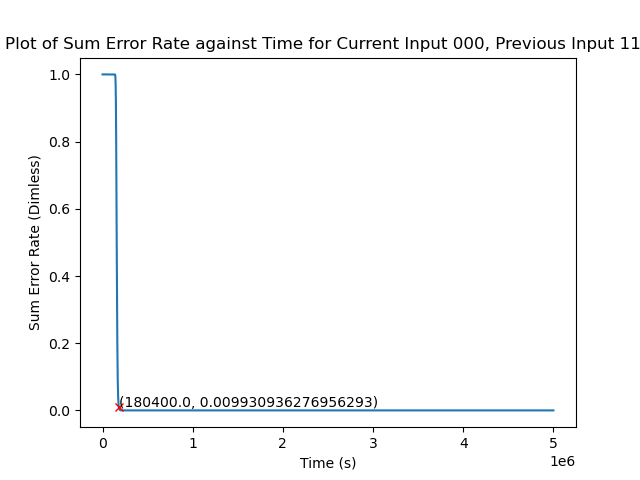 Plot of Sum Error Rate against Time for Current Input 000, Previous Input 11
1.0
0.8
0.6
0.4
0.2
0.0
Sum Error Rate (Dimless)
(180400.0, 0.009930936276956293)
0 1 2 3 4 5
1e6
Time (s)